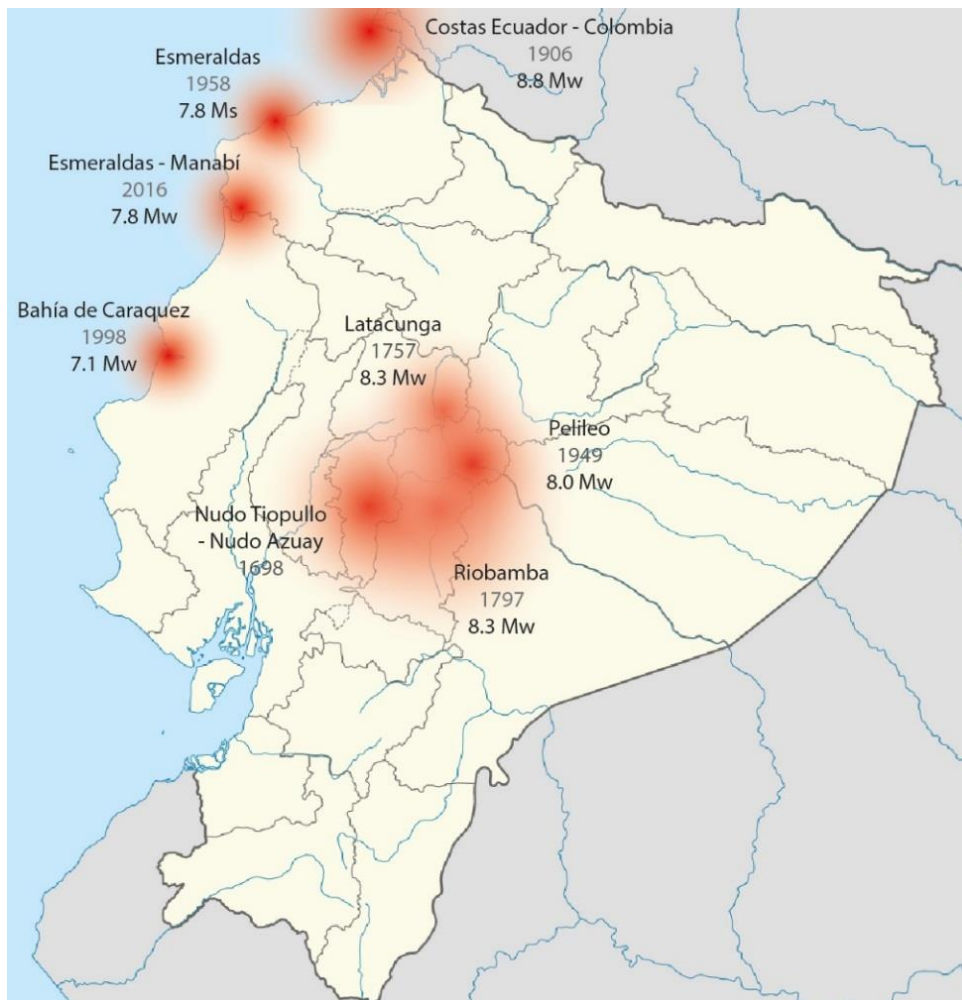 Costas Ecuador - Colombia
1906
8.8 Mw
Esmeraldas
1958
7.8 Ms
Esmeraldas - Manabí
2016
7.8 Mw
Bahía de Caraquez
1998
7.1 Mw
Latacunga
1757
8.3 Mw
Pelileo
1949
8.0 Mw
Nudo Tiopullo
- Nudo Azuay
1698
Riobamba
1797
8.3 Mw